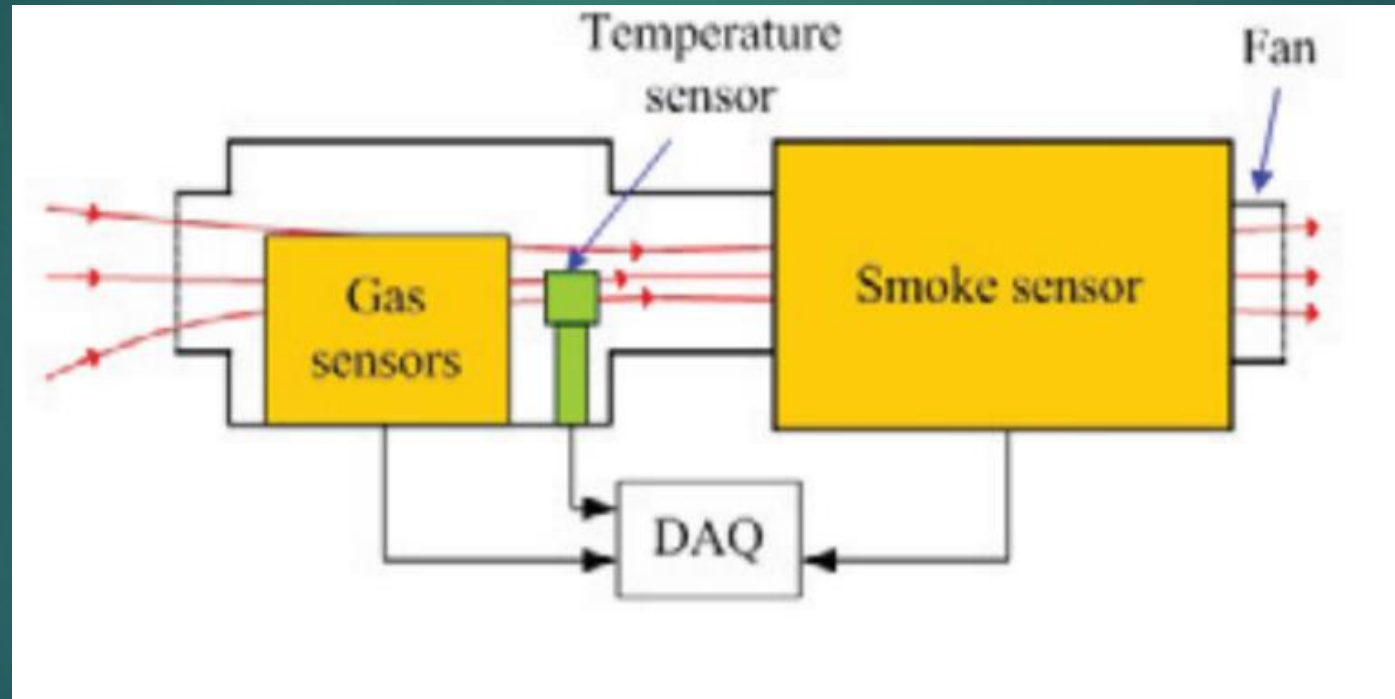 Temperature
sensor
Fan
Gas
sensors
Smoke sensor
DAQ